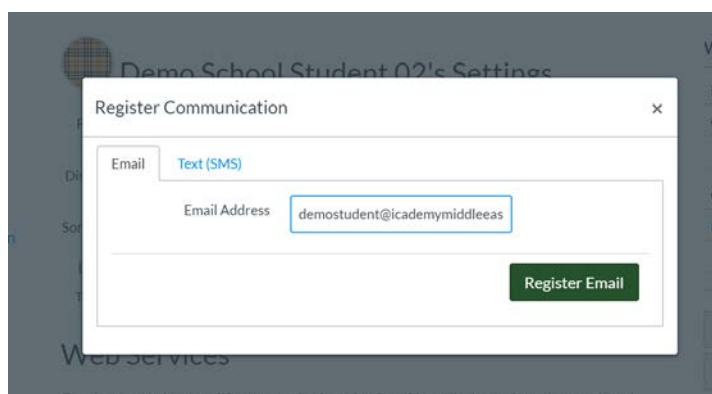 Demo School Student 02's Settings
Register Communication
×
Email
Text (SMS)
Email Address
demostudent@icademymiddleeas
Register Email
Web Services